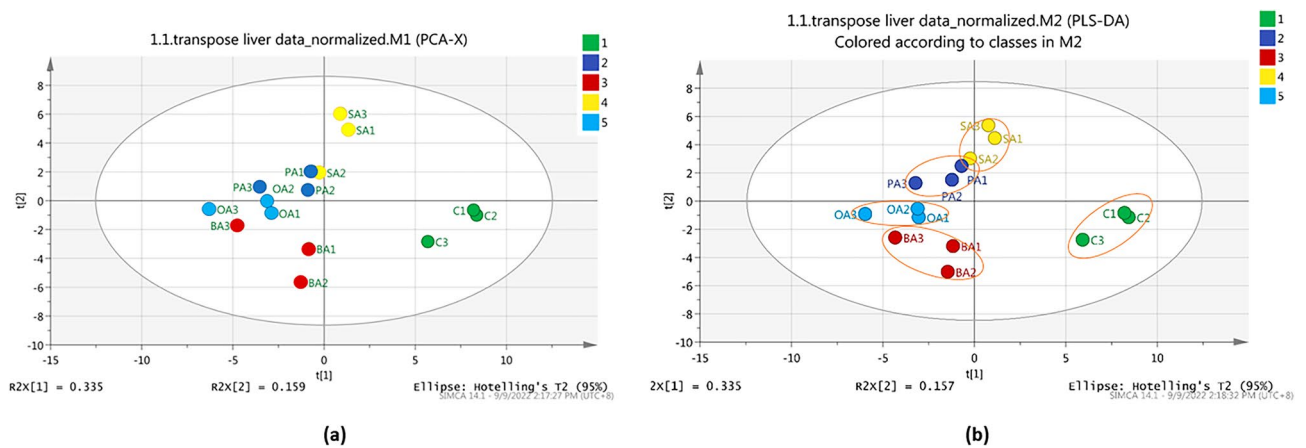 1.1.transpose liver data_normalized.M1 (PCA-X)
1
2
3
4
5
8
6
4
2
0
-2
-4
-6
-8
-10
t[2]
SA3
SA1
PA1
SA2
PA3
OA2
PA2
OA3
OA1
BA3
C1
C2
C3
BA1
BA2
-15
-10
-5
0
5
10
t[1]
R2X[1] = 0.335
R2X[2] = 0.159
Ellipse: Hotelling's T2 (95%)
SIMCA 14.1 - 9/9/2022 2:17:27 PM (UTC+8)
(a)
1.1.transpose liver data_normalized.M2 (PLS-DA)
Colored according to classes in M2
1
2
3
4
5
8
6
4
2
0
-2
-4
-6
-8
-10
t[2]
SA3
SA1
SA2
PA3
PA1
PA2
OA3
OA2
OA1
C1
C2
C3
BA3
BA1
BA2
-15
-10
-5
0
5
10
t[1]
2X[1] = 0.335
R2X[2] = 0.157
Ellipse: Hotelling's T2 (95%)
SIMCA 14.1 - 9/9/2022 2:18:32 PM (UTC+8)
(b)